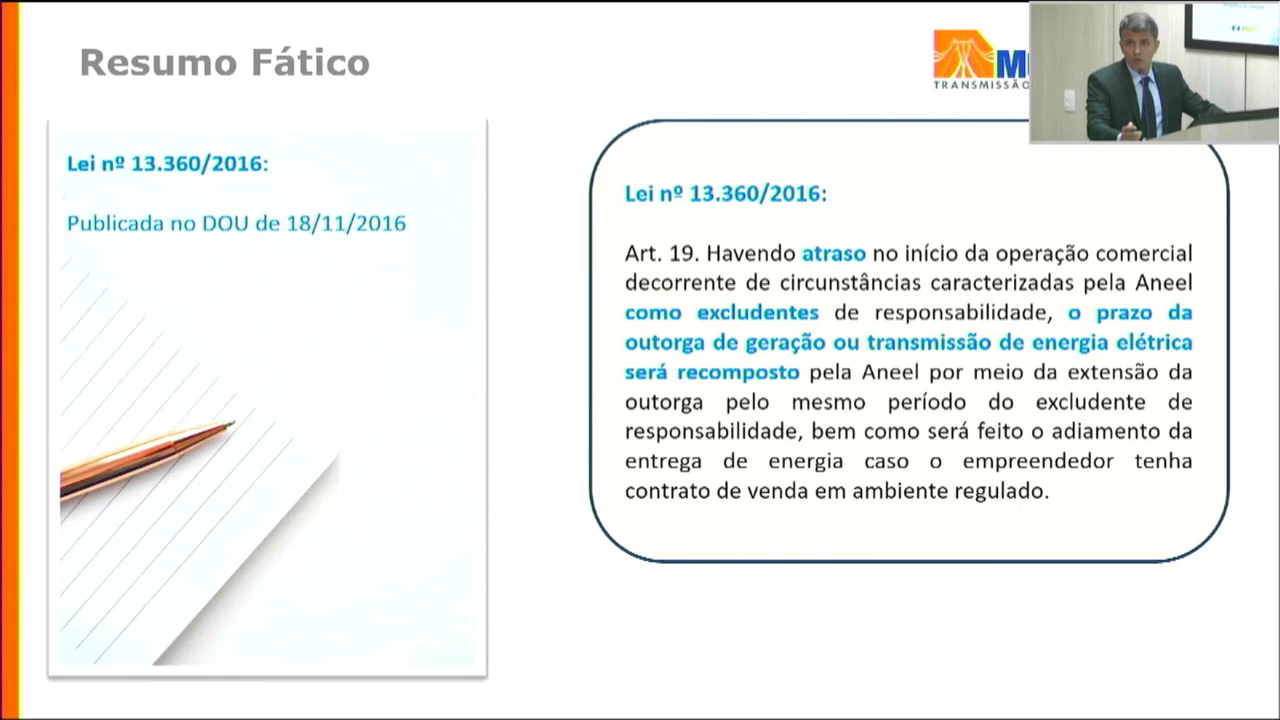 Resumo Fático
TRANSMISSÃO
Lei nº 13.360/2016:
Publicada no DOU de 18/11/2016
Lei nº 13.360/2016:
Art. 19. Havendo atraso no início da operação comercial
decorrente de circunstâncias caracterizadas pela Aneel
como excludentes de responsabilidade, o prazo da
outorga de geração ou transmissão de energia elétrica
será recomposto pela Aneel por meio da extensão da
outorga pelo mesmo período do excludente de
responsabilidade, bem como será feito o adiamento da
entrega de energia caso o empreendedor tenha
contrato de venda em ambiente regulado.